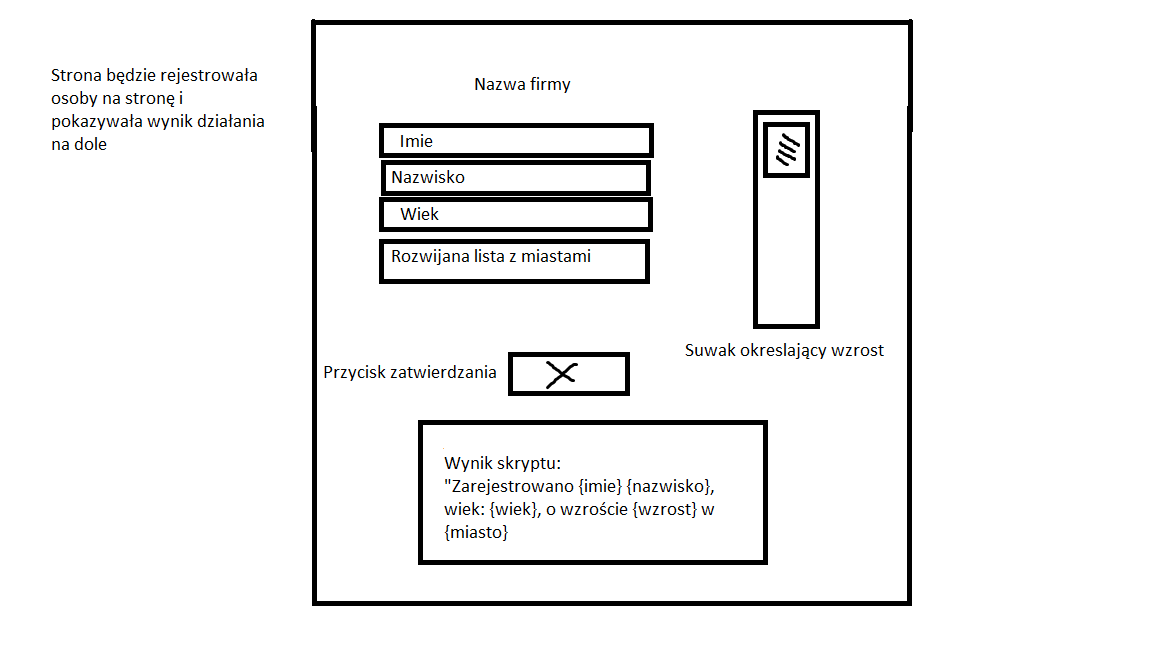 Strona będzie rejestrowała
osoby na stronę i
pokazywała wynik działania
na dole
Nazwa firmy
Imie
Nazwisko
Wiek
Rozwijana lista z miastami
Suwak okreslający wzrost
Przycisk zatwierdzania
Wynik skryptu:
"Zarejestrowano {imie} {nazwisko},
wiek: {wiek}, o wzroście {wzrost} w
{miasto}